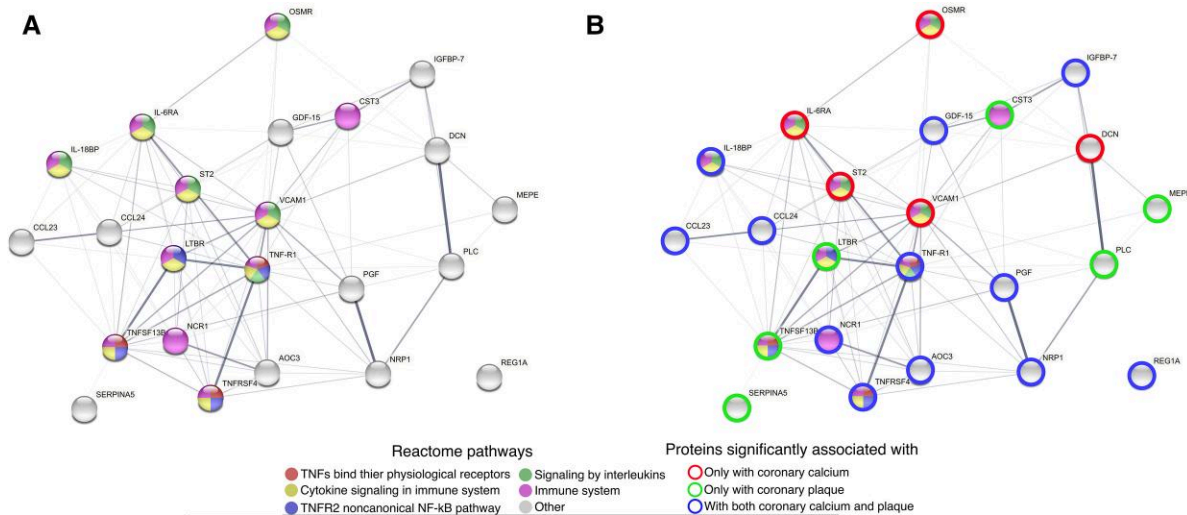 A
B
OSMR
IGFBP-7
CST3
GDF-15
IL-6RA
DCN
IL-18BP
ST2
MEPE
VCAM1
CCL24
CCL23
LTBR
TNF-R1
PLC
PGF
TNFSF13B
NCR1
AOC3
NRP1
REG1A
TNFRSF4
SERPINA5
OSMR
IGFBP-7
CST3
GDF-15
IL-6RA
DCN
IL-18BP
ST2
MEPE
VCAM1
CCL24
CCL23
LTBR
TNF-R1
PLC
PGF
TNFSF13B
NCR1
AOC3
NRP1
REG1A
TNFRSF4
SERPINA5
Reactome pathways
TNFs bind thier physiological receptors
Cytokine signaling in immune system
TNFR2 noncanonical NF-kB pathway
Signaling by interleukins
Immune system
Other
Proteins significantly associated with
Only with coronary calcium
Only with coronary plaque
With both coronary calcium and plaque